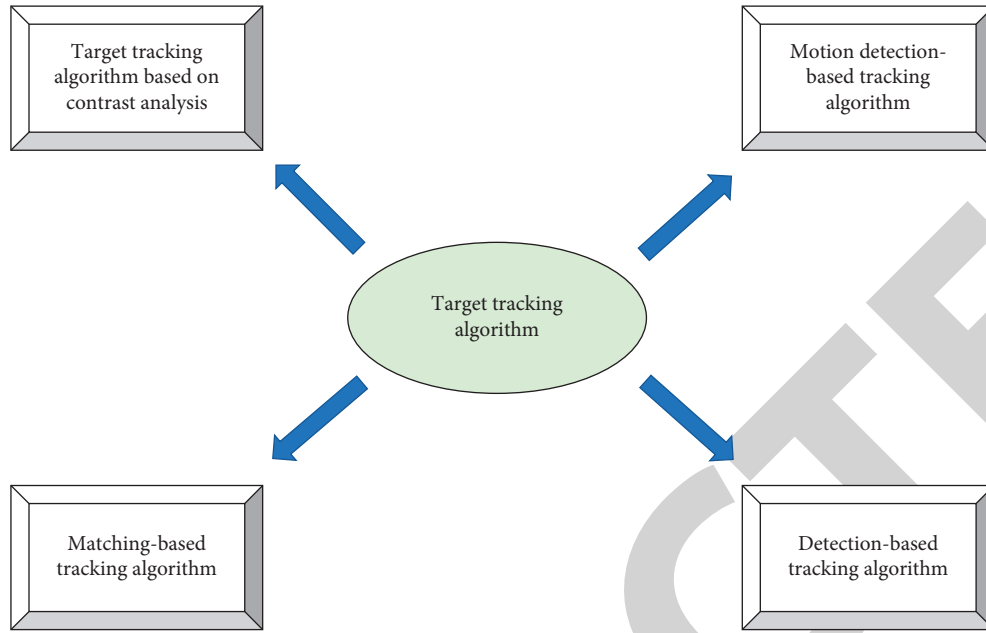 Target tracking
algorithm based on
contrast analysis
Motion detection-
based tracking
algorithm
Target tracking
algorithm
Matching-based
tracking algorithm
Detection-based
tracking algorithm
CTE